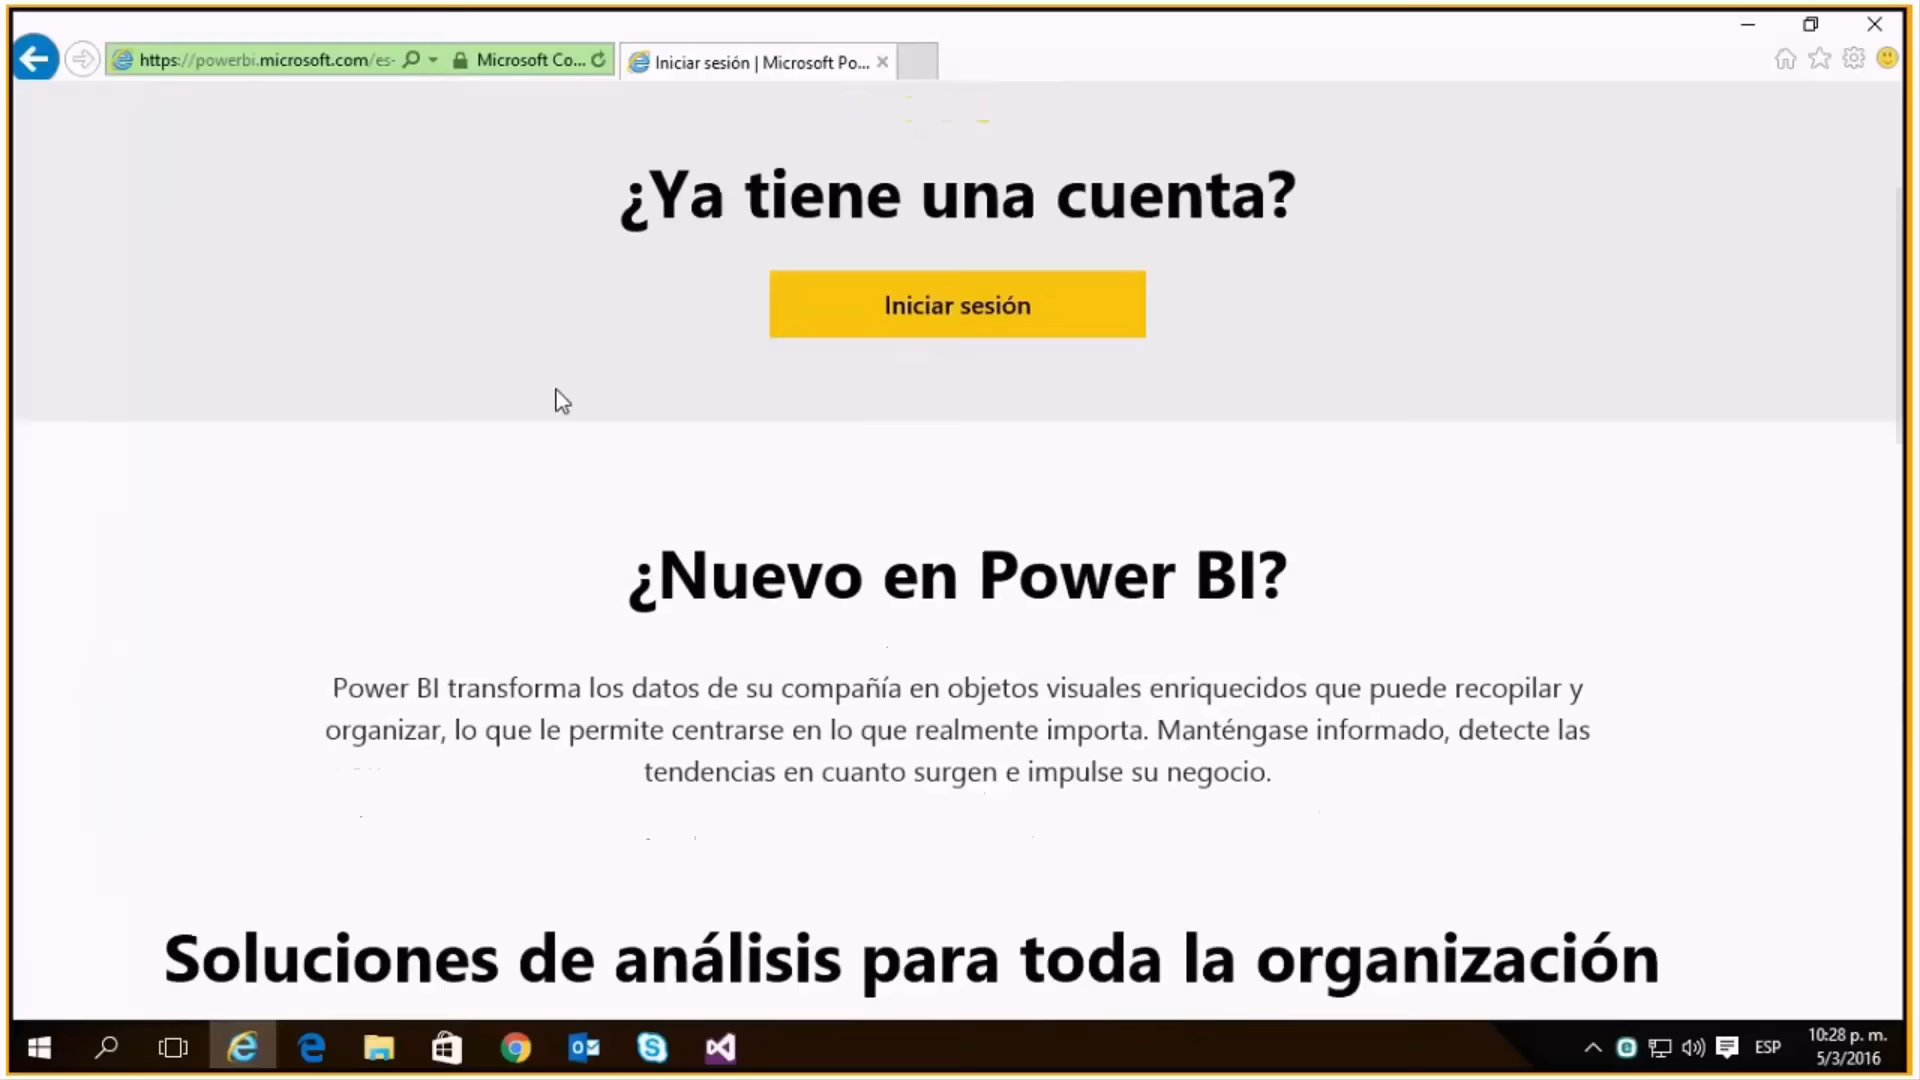 https://powerbi.microsoft.com/es-
Microsoft Co...
Iniciar sesión | Microsoft Po...
¿Ya tiene una cuenta?
Iniciar sesión
¿Nuevo en Power BI?
Power BI transforma los datos de su compañía en objetos visuales enriquecidos que puede recopilar y
organizar, lo que le permite centrarse en lo que realmente importa. Manténgase informado, detecte las
tendencias en cuanto surgen e impulse su negocio.
Soluciones de análisis para toda la organización
ESP
10:28 p. m.
5/3/2016